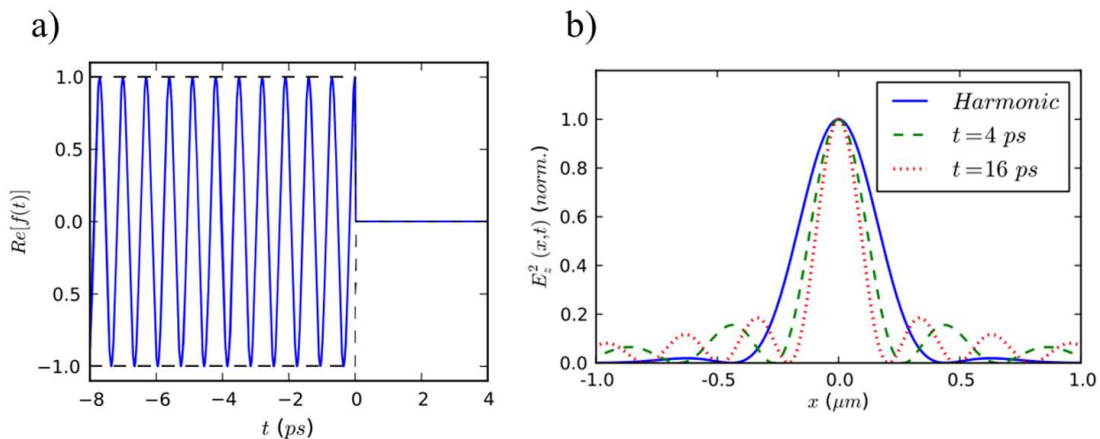 a)
b)
1.0
0.5
0.0
0.5
−1.0
Re[f(t)]
−8
−6
−4
−2
0
2
4
t (ps)
1.0
0.8
0.6
0.4
0.2
0.0
E_z^2 (x,t) (norm.)
Harmonic
t=4 ps
t=16 ps
-1.0
-0.5
0.0
0.5
1.0
x (μm)